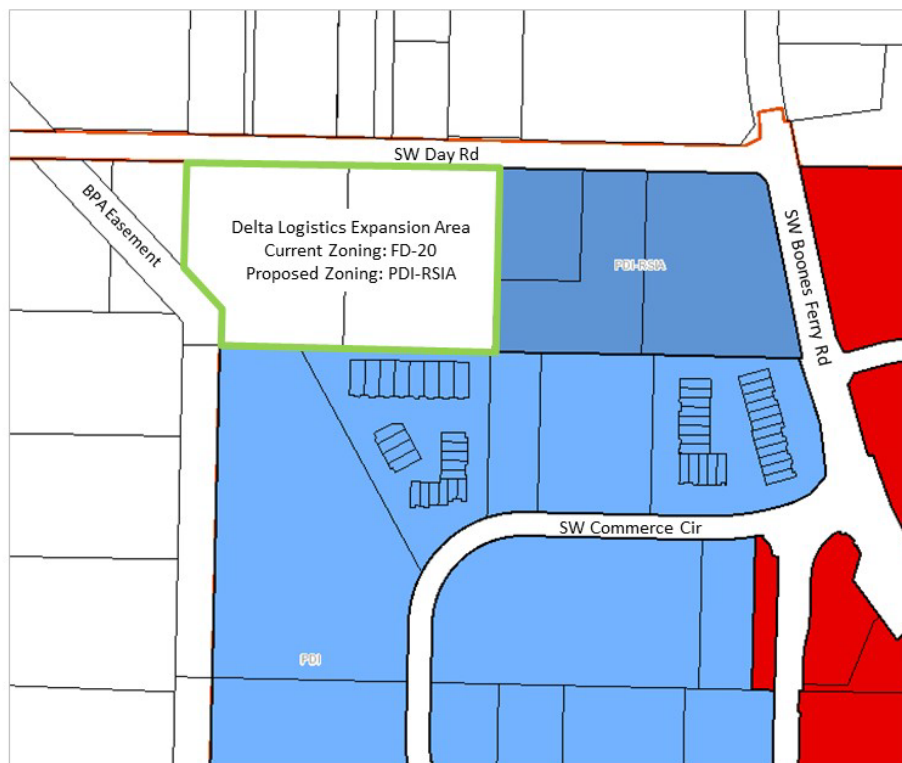 SW Day Rd
BPA Easement
Delta Logistics Expansion Area
Current Zoning: FD-20
Proposed Zoning: PDI-RSIA
PDI-RSIA
SW Boones Ferry Rd
SW Commerce Cir
PDI